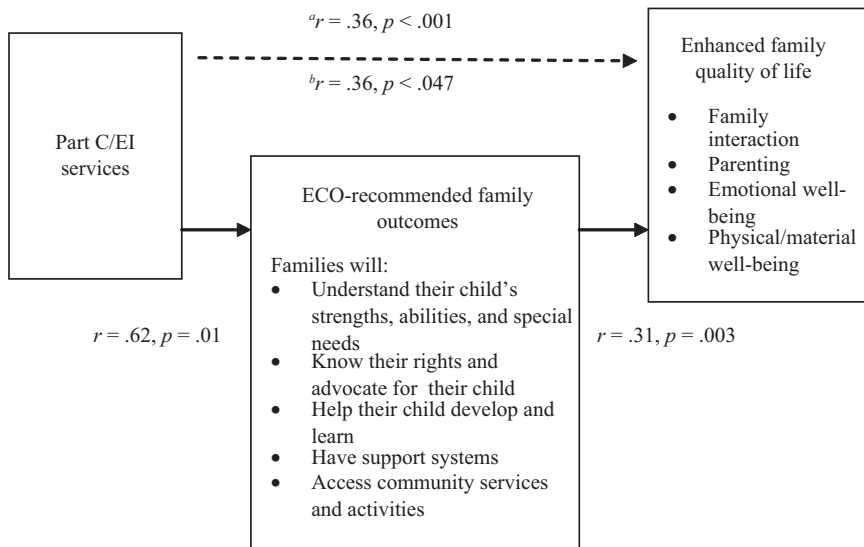 ᵃr = .36, p < .001
ᵇr = .36, p < .047
Part C/EI
services
Enhanced family
quality of life
• Family
interaction
• Parenting
• Emotional well-
being
• Physical/material
well-being
ECO-recommended family
outcomes
Families will:
• Understand their child’s
strengths, abilities, and special
needs
• Know their rights and
advocate for their child
• Help their child develop and
learn
• Have support systems
• Access community services
and activities
r = .62, p = .01
r = .31, p = .003